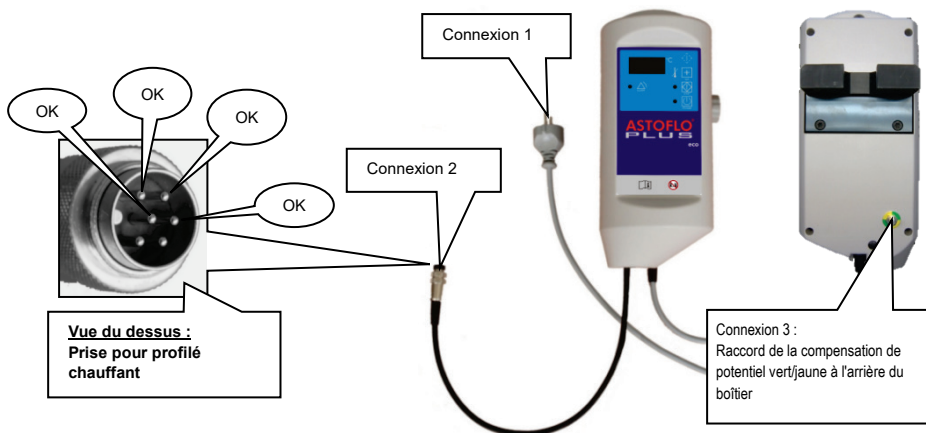 Connexion 1
OK
OK
OK
OK
Connexion 2
°C
ASTOFLO®
PLUS
eco
Vue du dessus :
Prise pour profilé
chauffant
Connexion 3 :
Raccord de la compensation de
potentiel vert/jaune à l'arrière du
boîtier